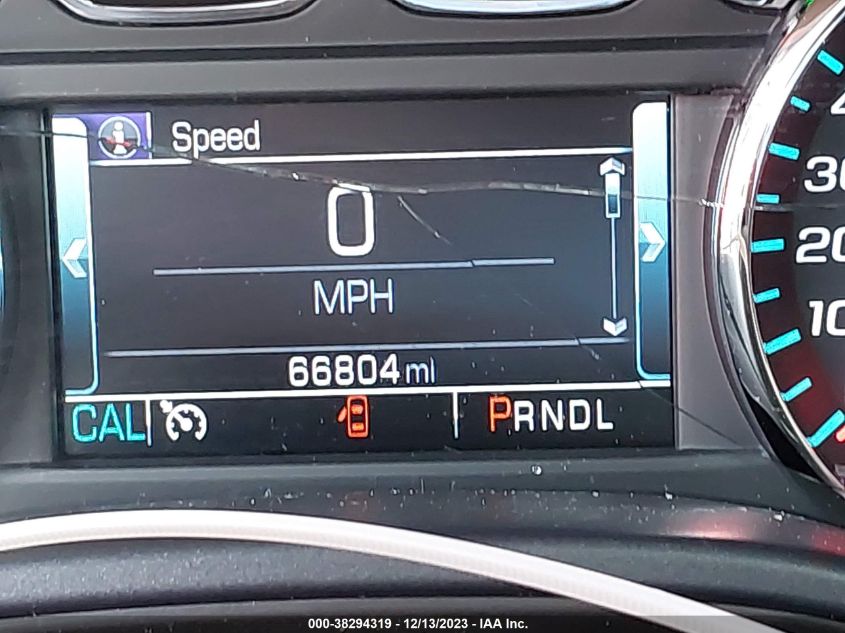 Speed
0
MPH
66804 mi
CAL
PRNDL
30
20
10
000-38294319 - 12/13/2023 - IAA Inc.